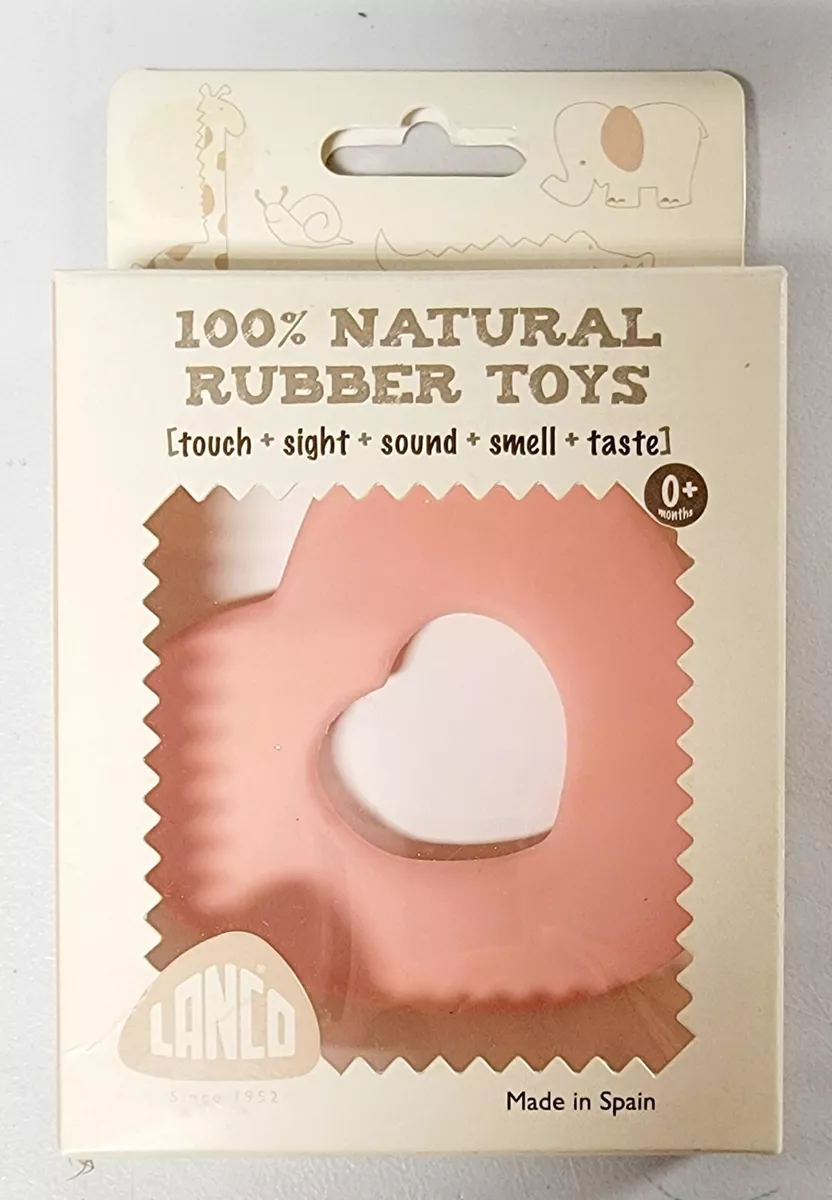 100% NATURAL
RUBBER TOYS
[touch + sight + sound + smell + taste]
0+
months
LANCO®
Since 1952
Made in Spain